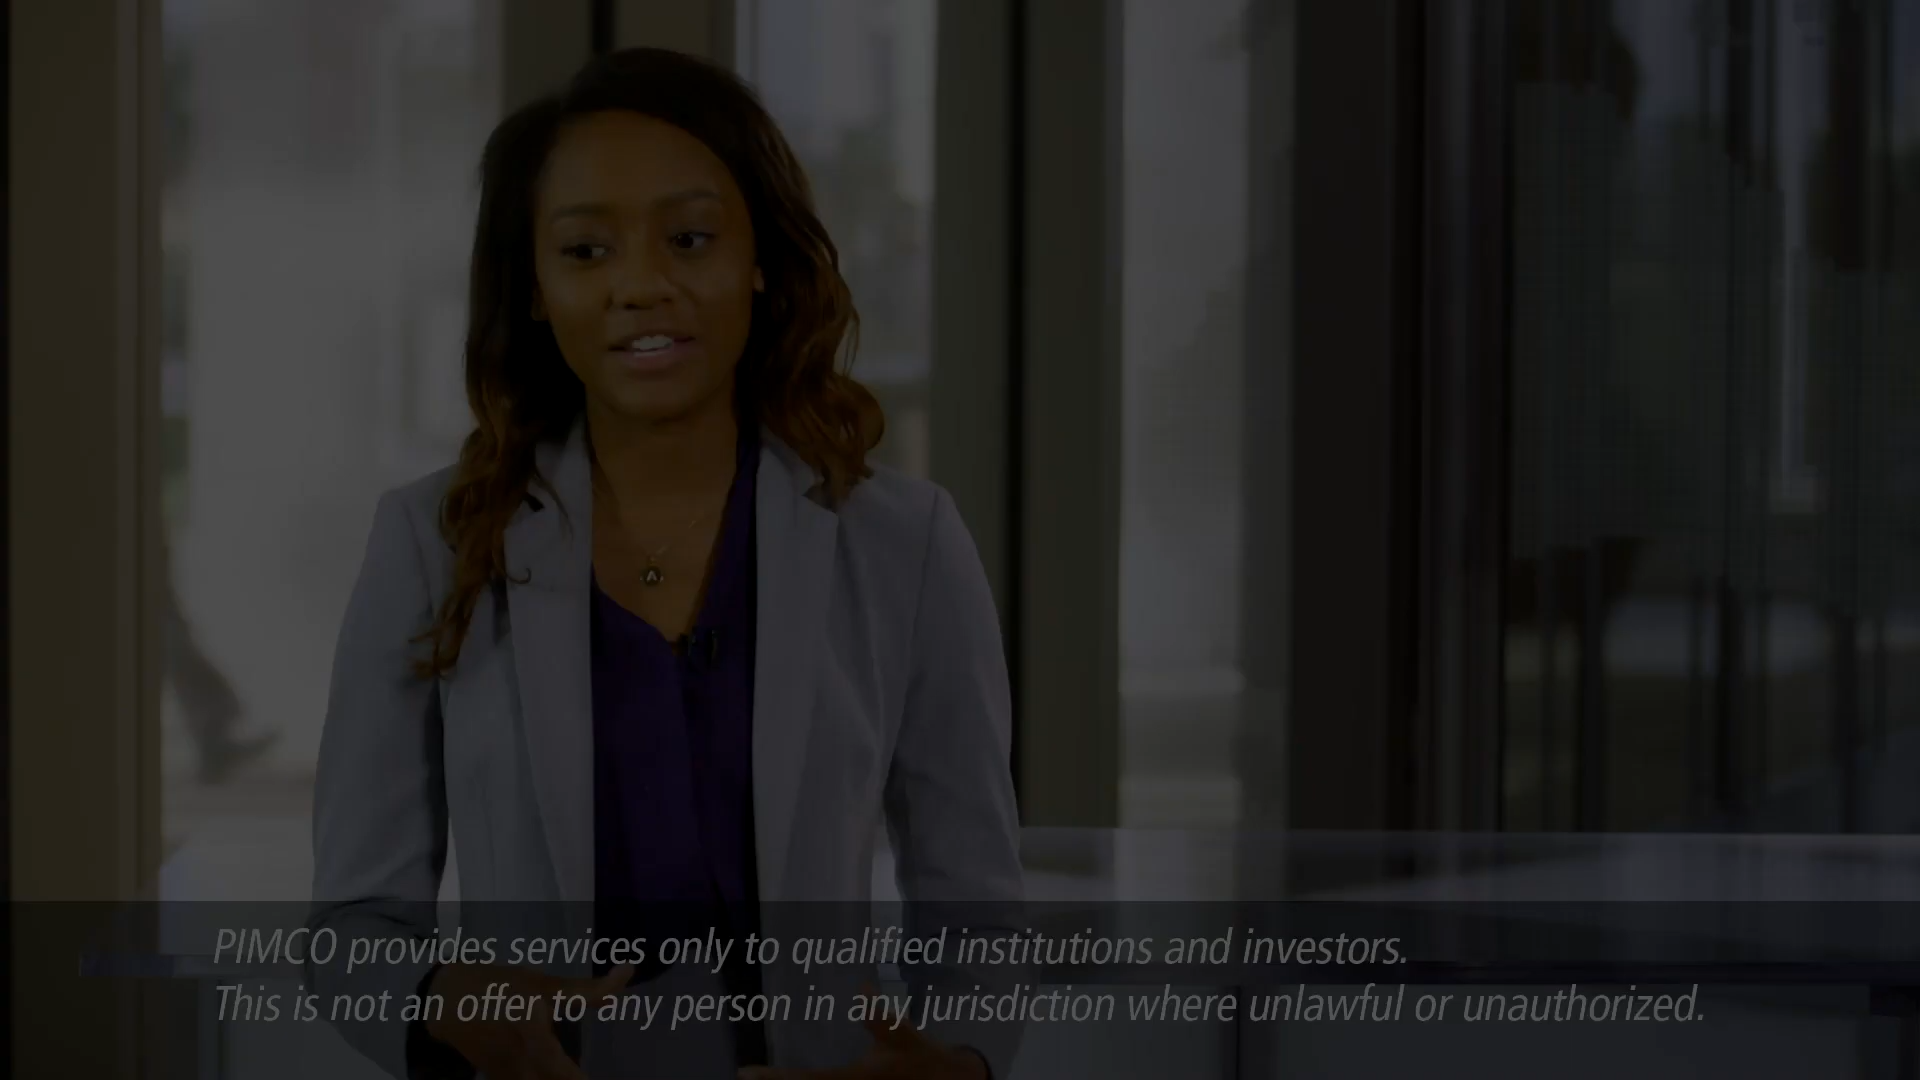 PIMCO provides services only to qualified institutions and investors.
This is not an offer to any person in any jurisdiction where unlawful or unauthorized.